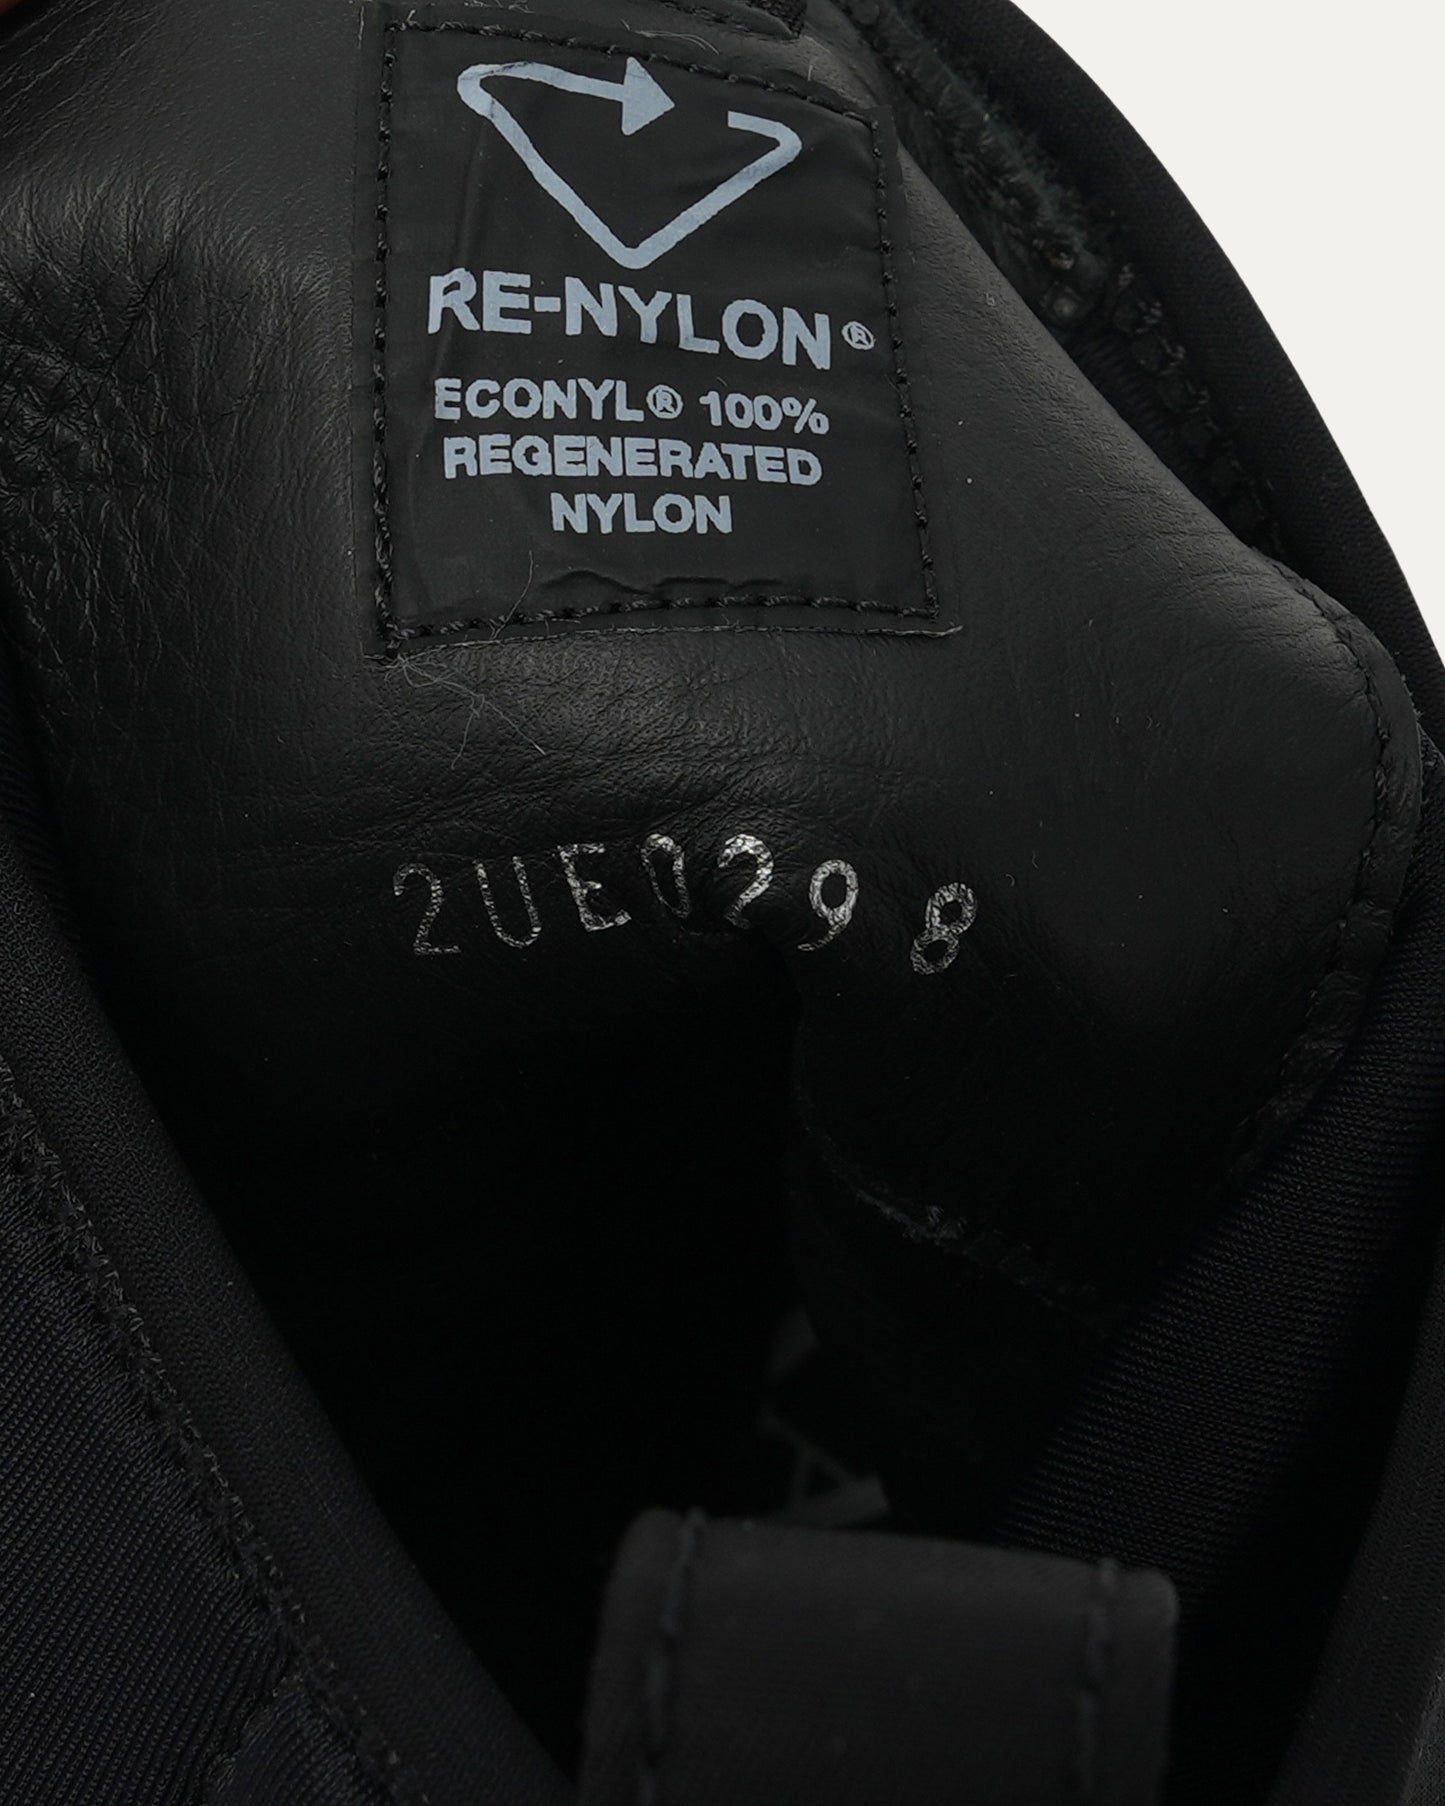 RE-NYLON®
ECONYL® 100%
REGENERATED
NYLON
2UE029 8